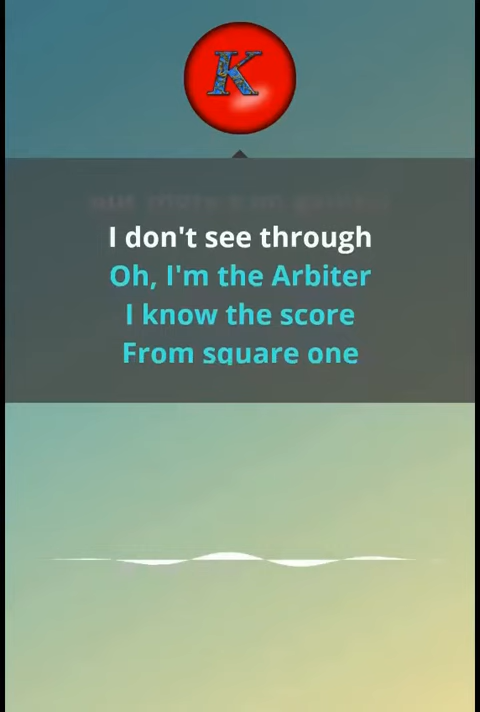 K
I don't see through
Oh, I'm the Arbiter
I know the score
From square one